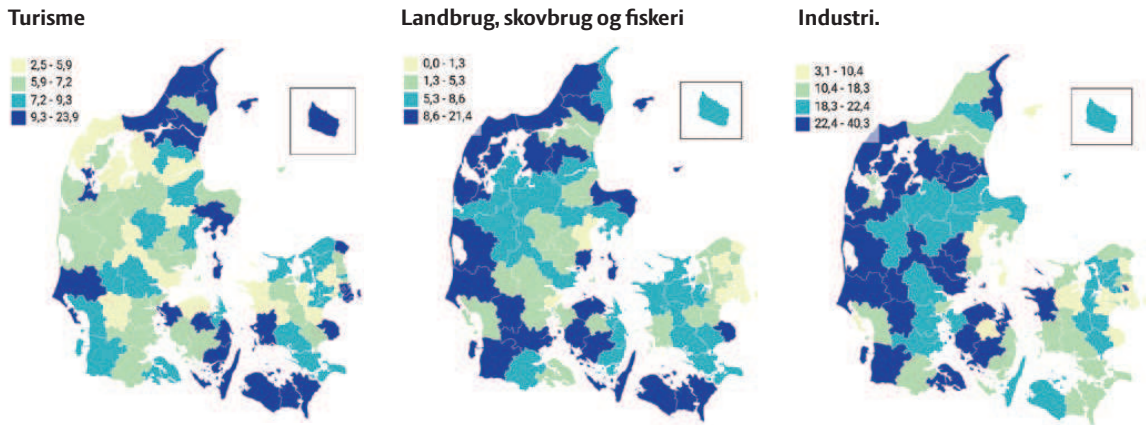 Turisme
2,5 - 5,9
5,9 - 7,2
7,2 - 9,3
9,3 - 23,9
Landbrug, skovbrug og fiskeri
0,0 - 1,3
1,3 - 5,3
5,3 - 8,6
8,6 - 21,4
Industri.
3,1 - 10,4
10,4 - 18,3
18,3 - 22,4
22,4 - 40,3